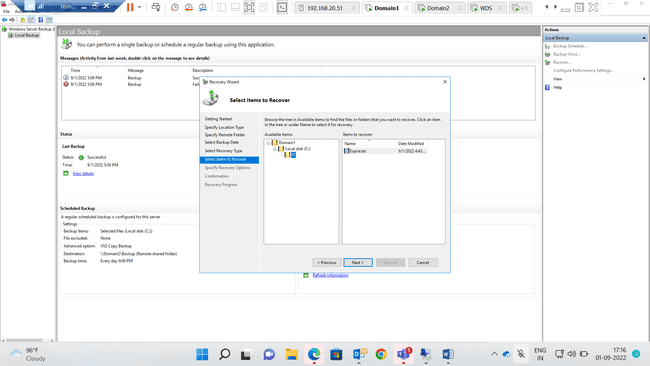 192.168.20.51
Domain1
Domain2
WDS
File
Windows Server Backup (L
Local Backup
Local Backup
You can perform a single backup or schedule a regular backup using this application.
Messages (Activity from last week, double click on the message to see details)
Time
Message
Description
9/1/2022 5:09 PM
Backup
9/1/2022 5:09 PM
Backup
Status
Last Backup
Status:
Successful
Time:
9/1/2022 5:09 PM
View details
Scheduled Backup
A regular scheduled backup is configured for this server
Settings
Backup items:
Selected files (Local disk (C:))
File excluded:
None
Advanced option:
VSS Copy Backup
Destination:
\\Domain2\Backup (Remote shared folder)
Backup time:
Every day 9:00 PM
Refresh information
Recovery Wizard
Select Items to Recover
Getting Started
Specify Location Type
Specify Remote Folder
Select Backup Date
Select Recovery Type
Select Items to Recover
Specify Recovery Options
Confirmation
Recovery Progress
Browse the tree in Available items to find the files or folders that you want to recover. Click an item
in the tree or under Name to select it for recovery.
Available items:
Domain1
Local disk (C:)
Items to recover:
Name
Date Modified
9/1/2022 4:43...
< Previous
Next >
Recover
Cancel
Actions
Local Backup
Backup Schedule...
Backup Once...
Recover...
Configure Performance Settings...
View
Help
96°F
Cloudy
ENG
IN
17:16
01-09-2022